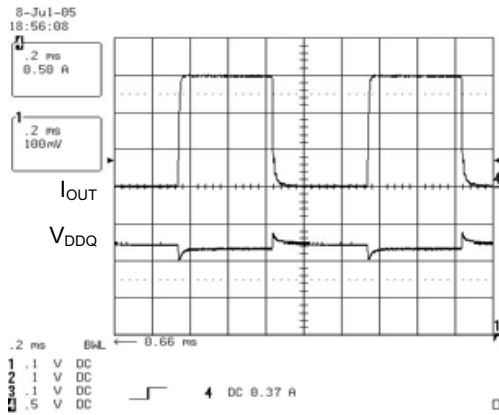 8-Jul-05
18:56:08
4
.2 ms
0.50 A
1
.2 ms
100mV
IOUT
4
VDDQ
1
.2 ms BWL
0.66 ms
1 .1 V DC
2 1 V DC
3 .1 V DC
4 .5 V DC
4 DC 0.37 A